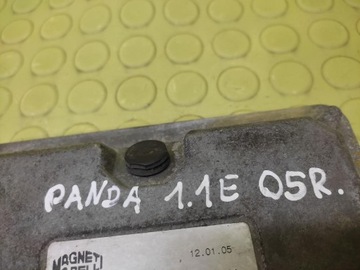 PANDA 1.1E 05R.
MAGNETI
MARELLI
12.01.05